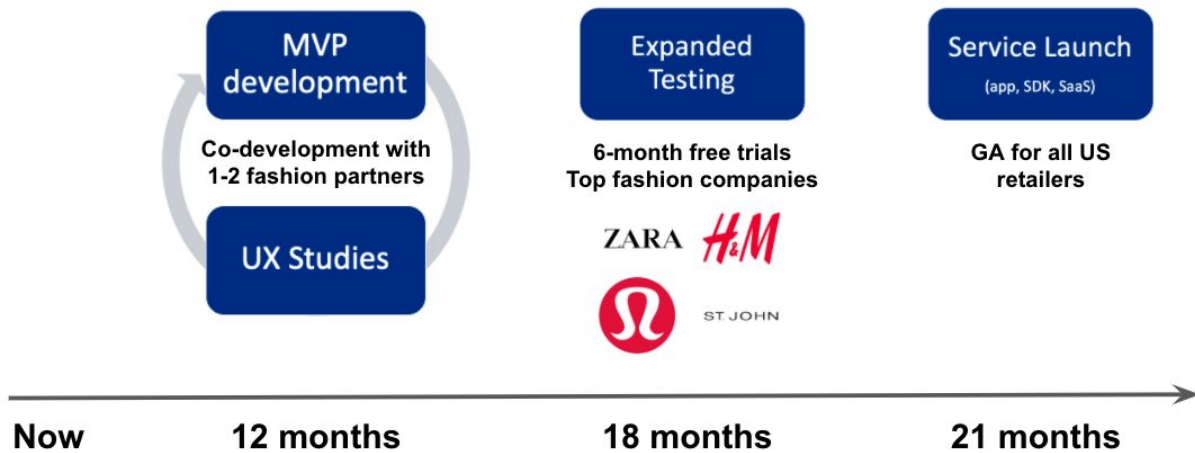 MVP
development
Co-development with
1-2 fashion partners
UX Studies
Expanded
Testing
6-month free trials
Top fashion companies
ZARA
H&M
ST. JOHN
Service Launch
(app, SDK, SaaS)
GA for all US
retailers
Now
12 months
18 months
21 months